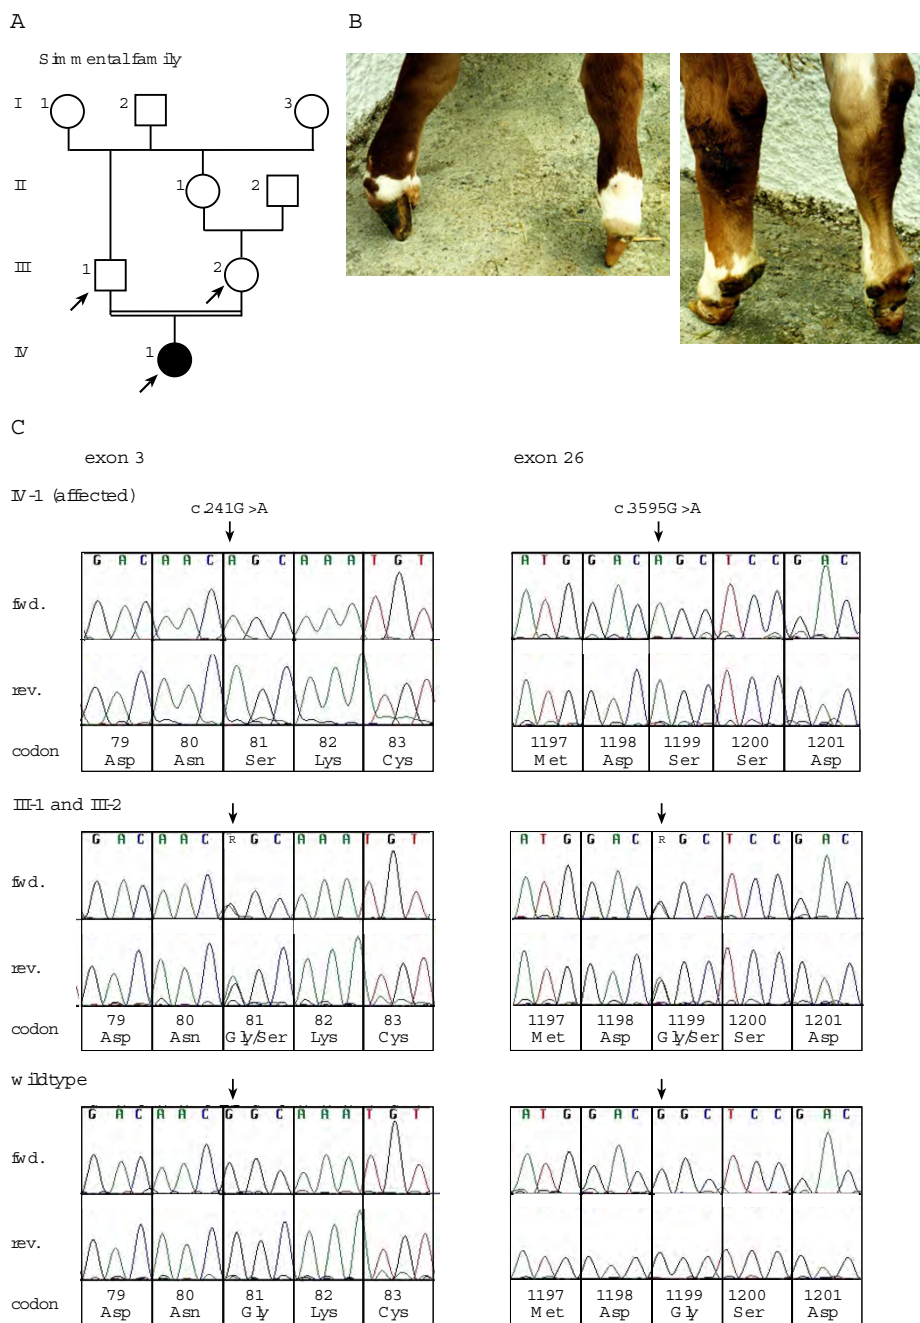 A
B
Simmental family
I 1 2 3
II 1 2
III 1 2
IV 1
C
exon 3 exon 26
IV-1 (affected)
c.241G>A c.3595G>A
G A C A A C A G C A A A T G T A T G G A C A G C T C C G A C
fwd.
rev.
codon 79 80 81 82 83 1197 1198 1199 1200 1201
Asp Asn Ser Lys Cys Met Asp Ser Ser Asp
III-1 and III-2
G A C A A C R G C A A A T G T A T G G A C R G C T C C G A C
fwd.
rev.
codon 79 80 81 82 83 1197 1198 1199 1200 1201
Asp Asn Gly/Ser Lys Cys Met Asp Gly/Ser Ser Asp
wildtype
G A C A A C G G C A A A T G T A T G G A C G G C T C C G A C
fwd.
rev.
codon 79 80 81 82 83 1197 1198 1199 1200 1201
Asp Asn Gly Lys Cys Met Asp Gly Ser Asp